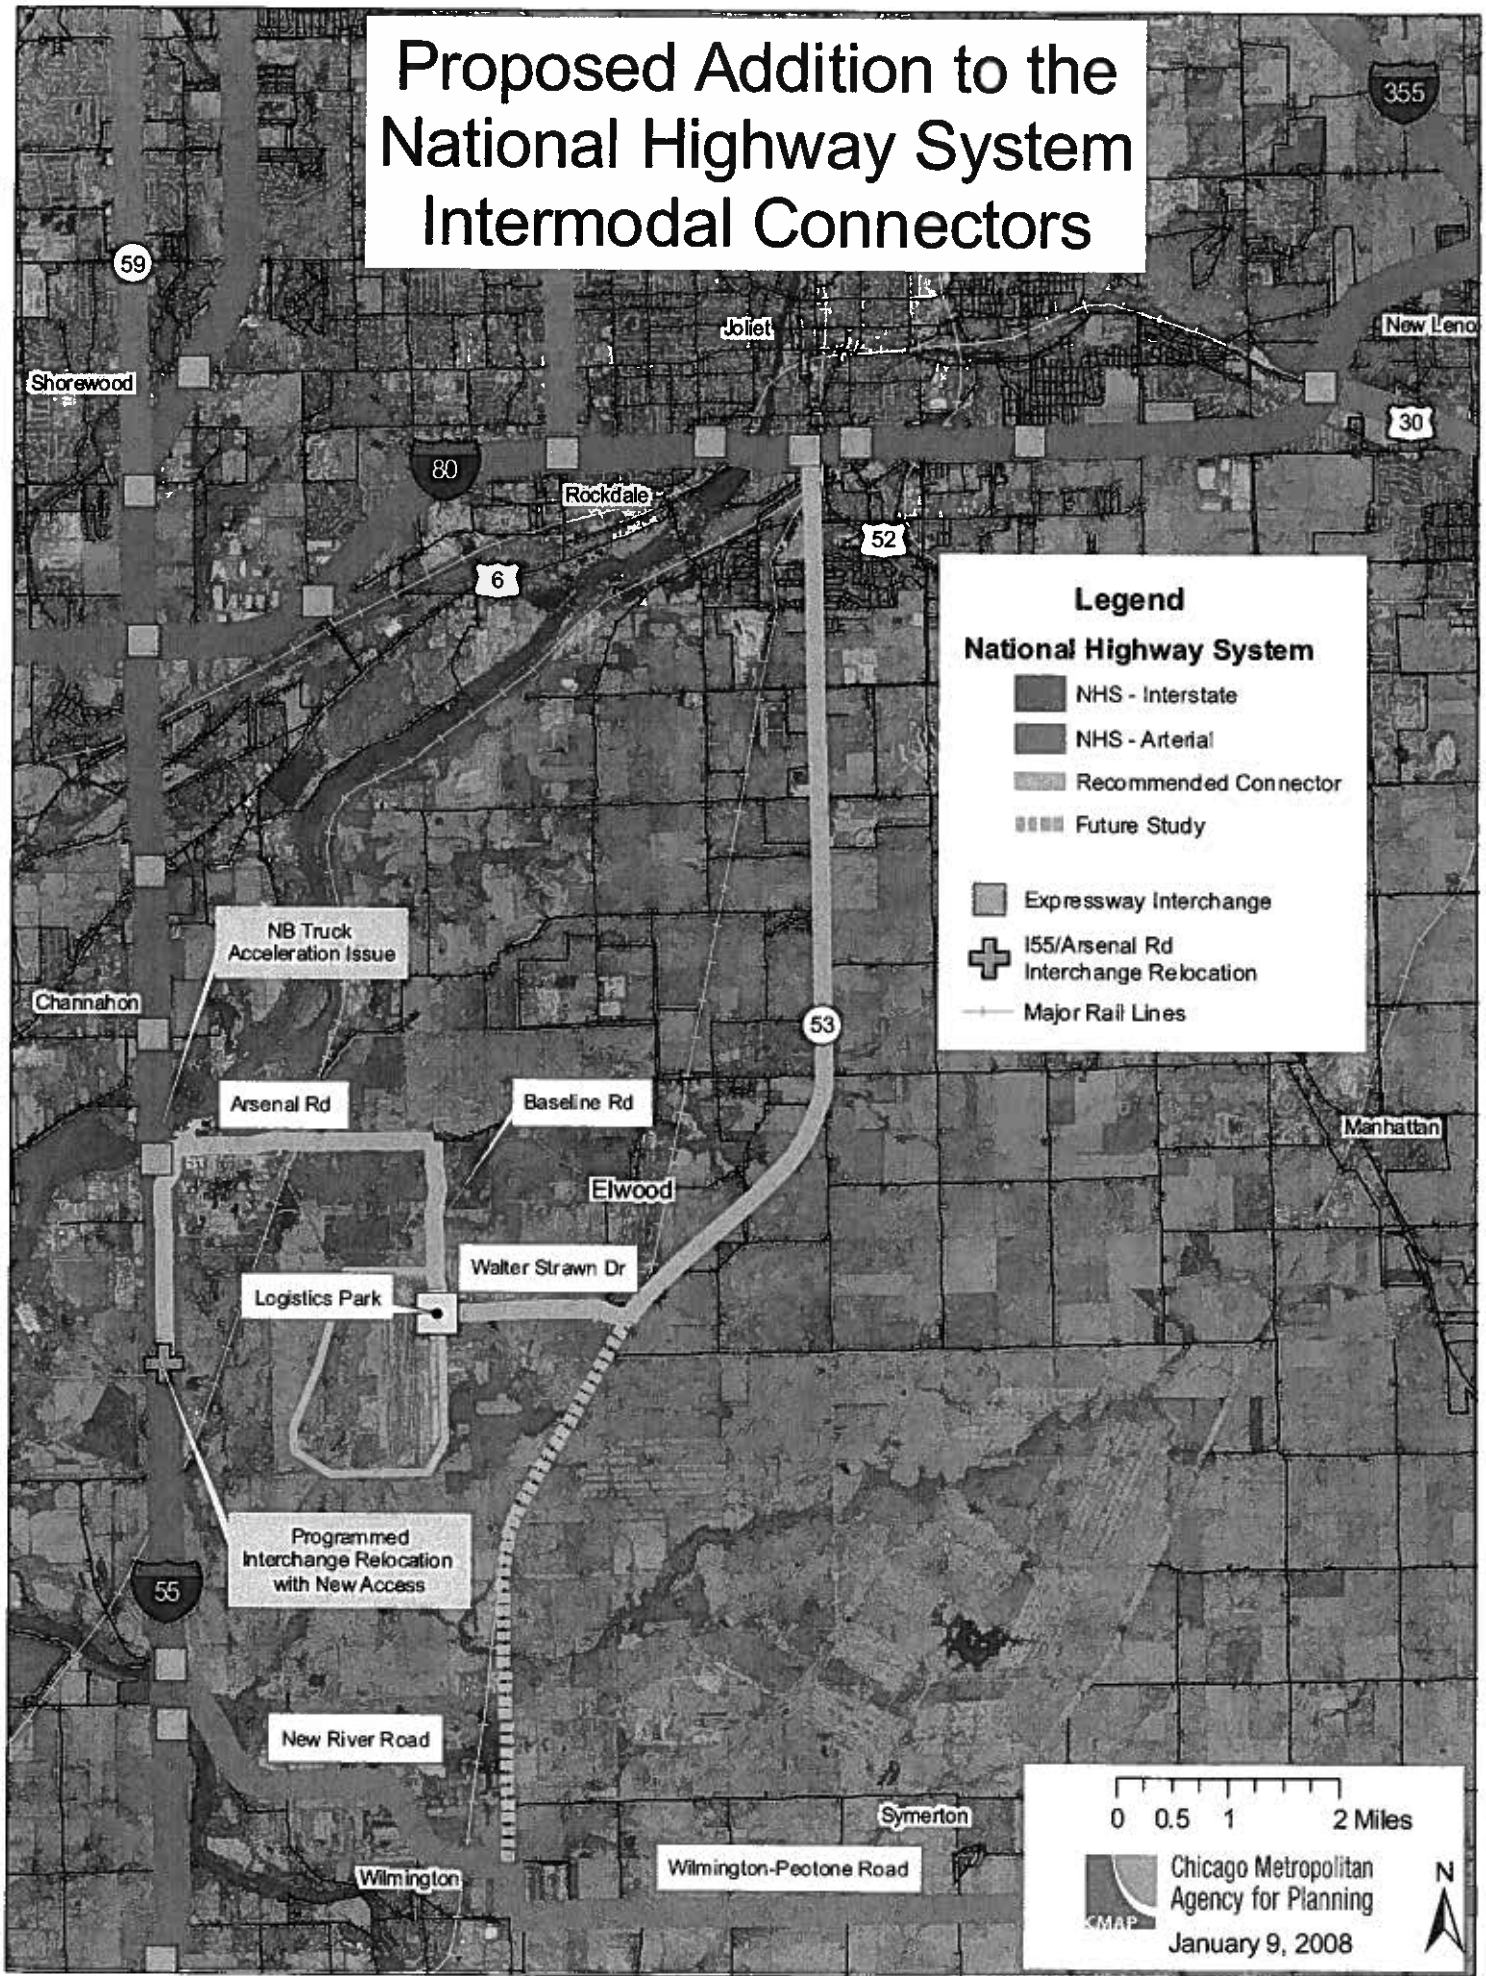 Proposed Addition to the
National Highway System
Intermodal Connectors
355
59
Joliet
New Leno
Shorewood
30
80
Rockdale
52
6
Legend
National Highway System
NHS - Interstate
NHS - Arterial
Recommended Connector
Future Study
Expressway Interchange
I55/Arsenal Rd
Interchange Relocation
Major Rail Lines
NB Truck
Acceleration Issue
Channahon
53
Arsenal Rd
Baseline Rd
Manhattan
Elwood
Walter Strawn Dr
Logistics Park
Programmed
Interchange Relocation
with New Access
55
New River Road
Symerton
Wilmington
Wilmington-Peotone Road
0 0.5 1 2 Miles
Chicago Metropolitan
Agency for Planning
CMAP
January 9, 2008
N